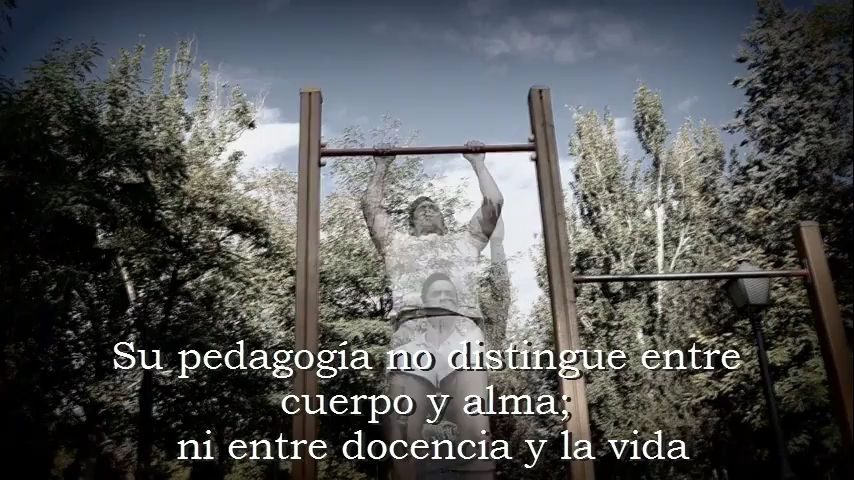 Su pedagogía no distingue entre
cuerpo y alma;
ni entre docencia y la vida